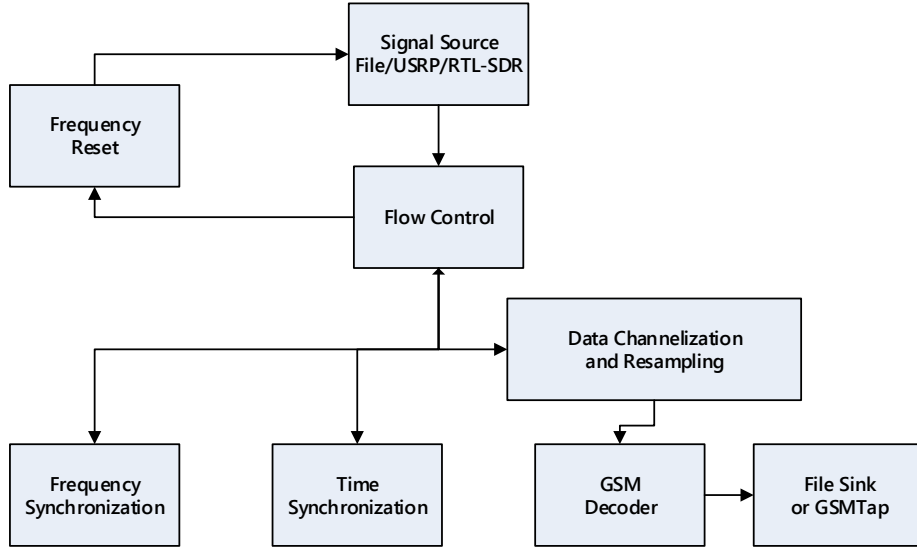 Signal Source
File/USRP/RTL-SDR
Frequency
Reset
Flow Control
Data Channelization
and Resampling
Frequency
Synchronization
Time
Synchronization
GSM
Decoder
File Sink
or GSMTap